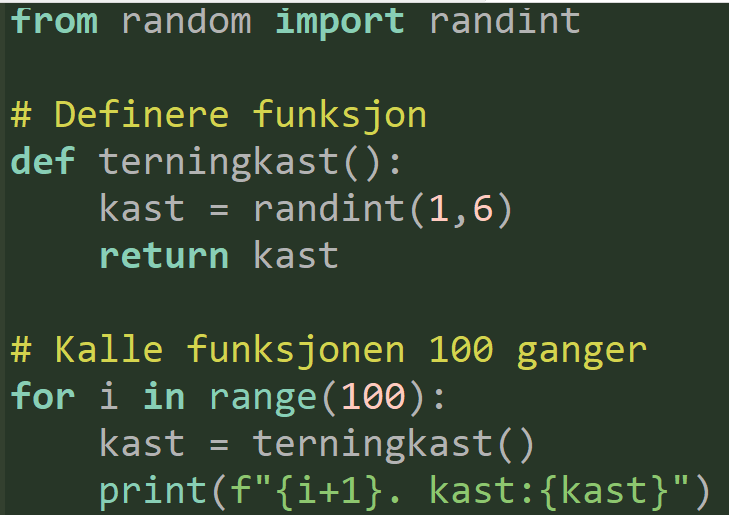 from random import randint
# Definere funksjon
def terningkast():
    kast = randint(1,6)
    return kast
# Kalle funksjonen 100 ganger
for i in range(100):
    kast = terningkast()
    print(f"{i+1}. kast:{kast}")